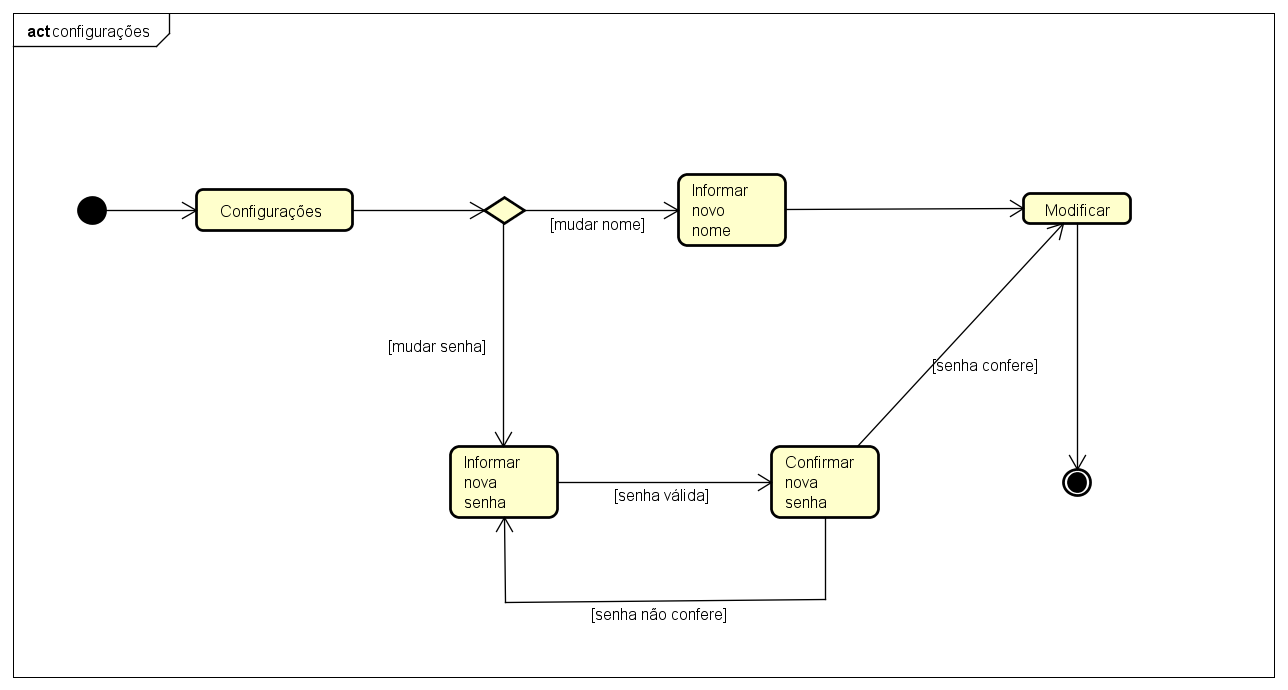 act configurações
Configurações
Informar
novo
nome
Modificar
[mudar nome]
[mudar senha]
[senha confere]
Informar
nova
senha
[senha válida]
Confirmar
nova
senha
[senha não confere]